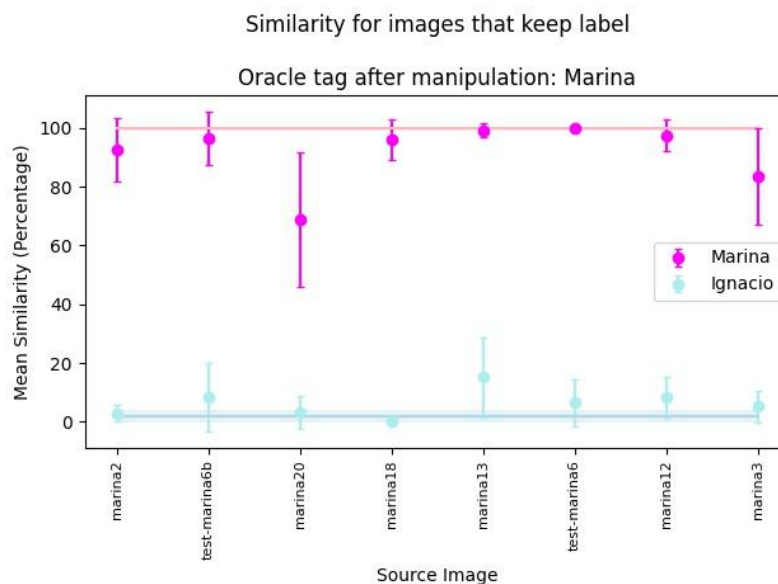 Similarity for images that keep label
Oracle tag after manipulation: Marina
Mean Similarity (Percentage)
100
80
60
40
20
0
Marina
Ignacio
marina2
test-marina6b
marina20
marina18
marina13
test-marina6
marina12
marina3
Source Image